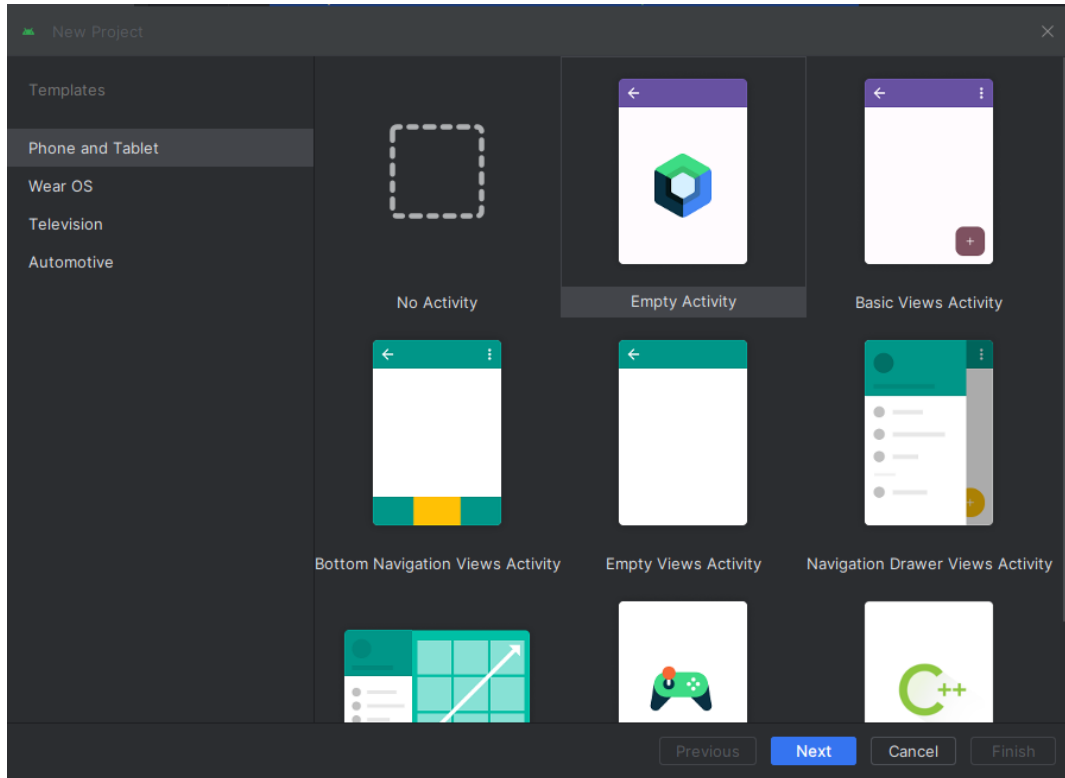 New Project
Templates
Phone and Tablet
Wear OS
Television
Automotive
No Activity
Empty Activity
Basic Views Activity
Bottom Navigation Views Activity
Empty Views Activity
Navigation Drawer Views Activity
C++
Previous
Next
Cancel
Finish